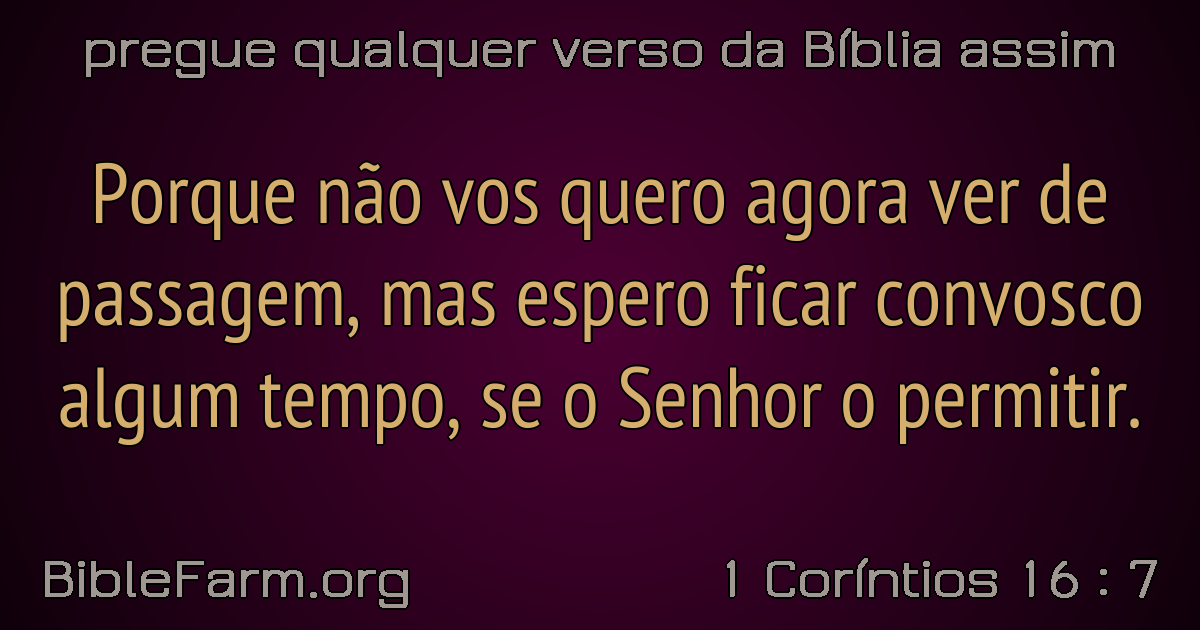 pregue qualquer verso da Bíblia assim
Porque não vos quero agora ver de
passagem, mas espero ficar convosco
algum tempo, se o Senhor o permitir.
BibleFarm.org
1 Coríntios 16 : 7